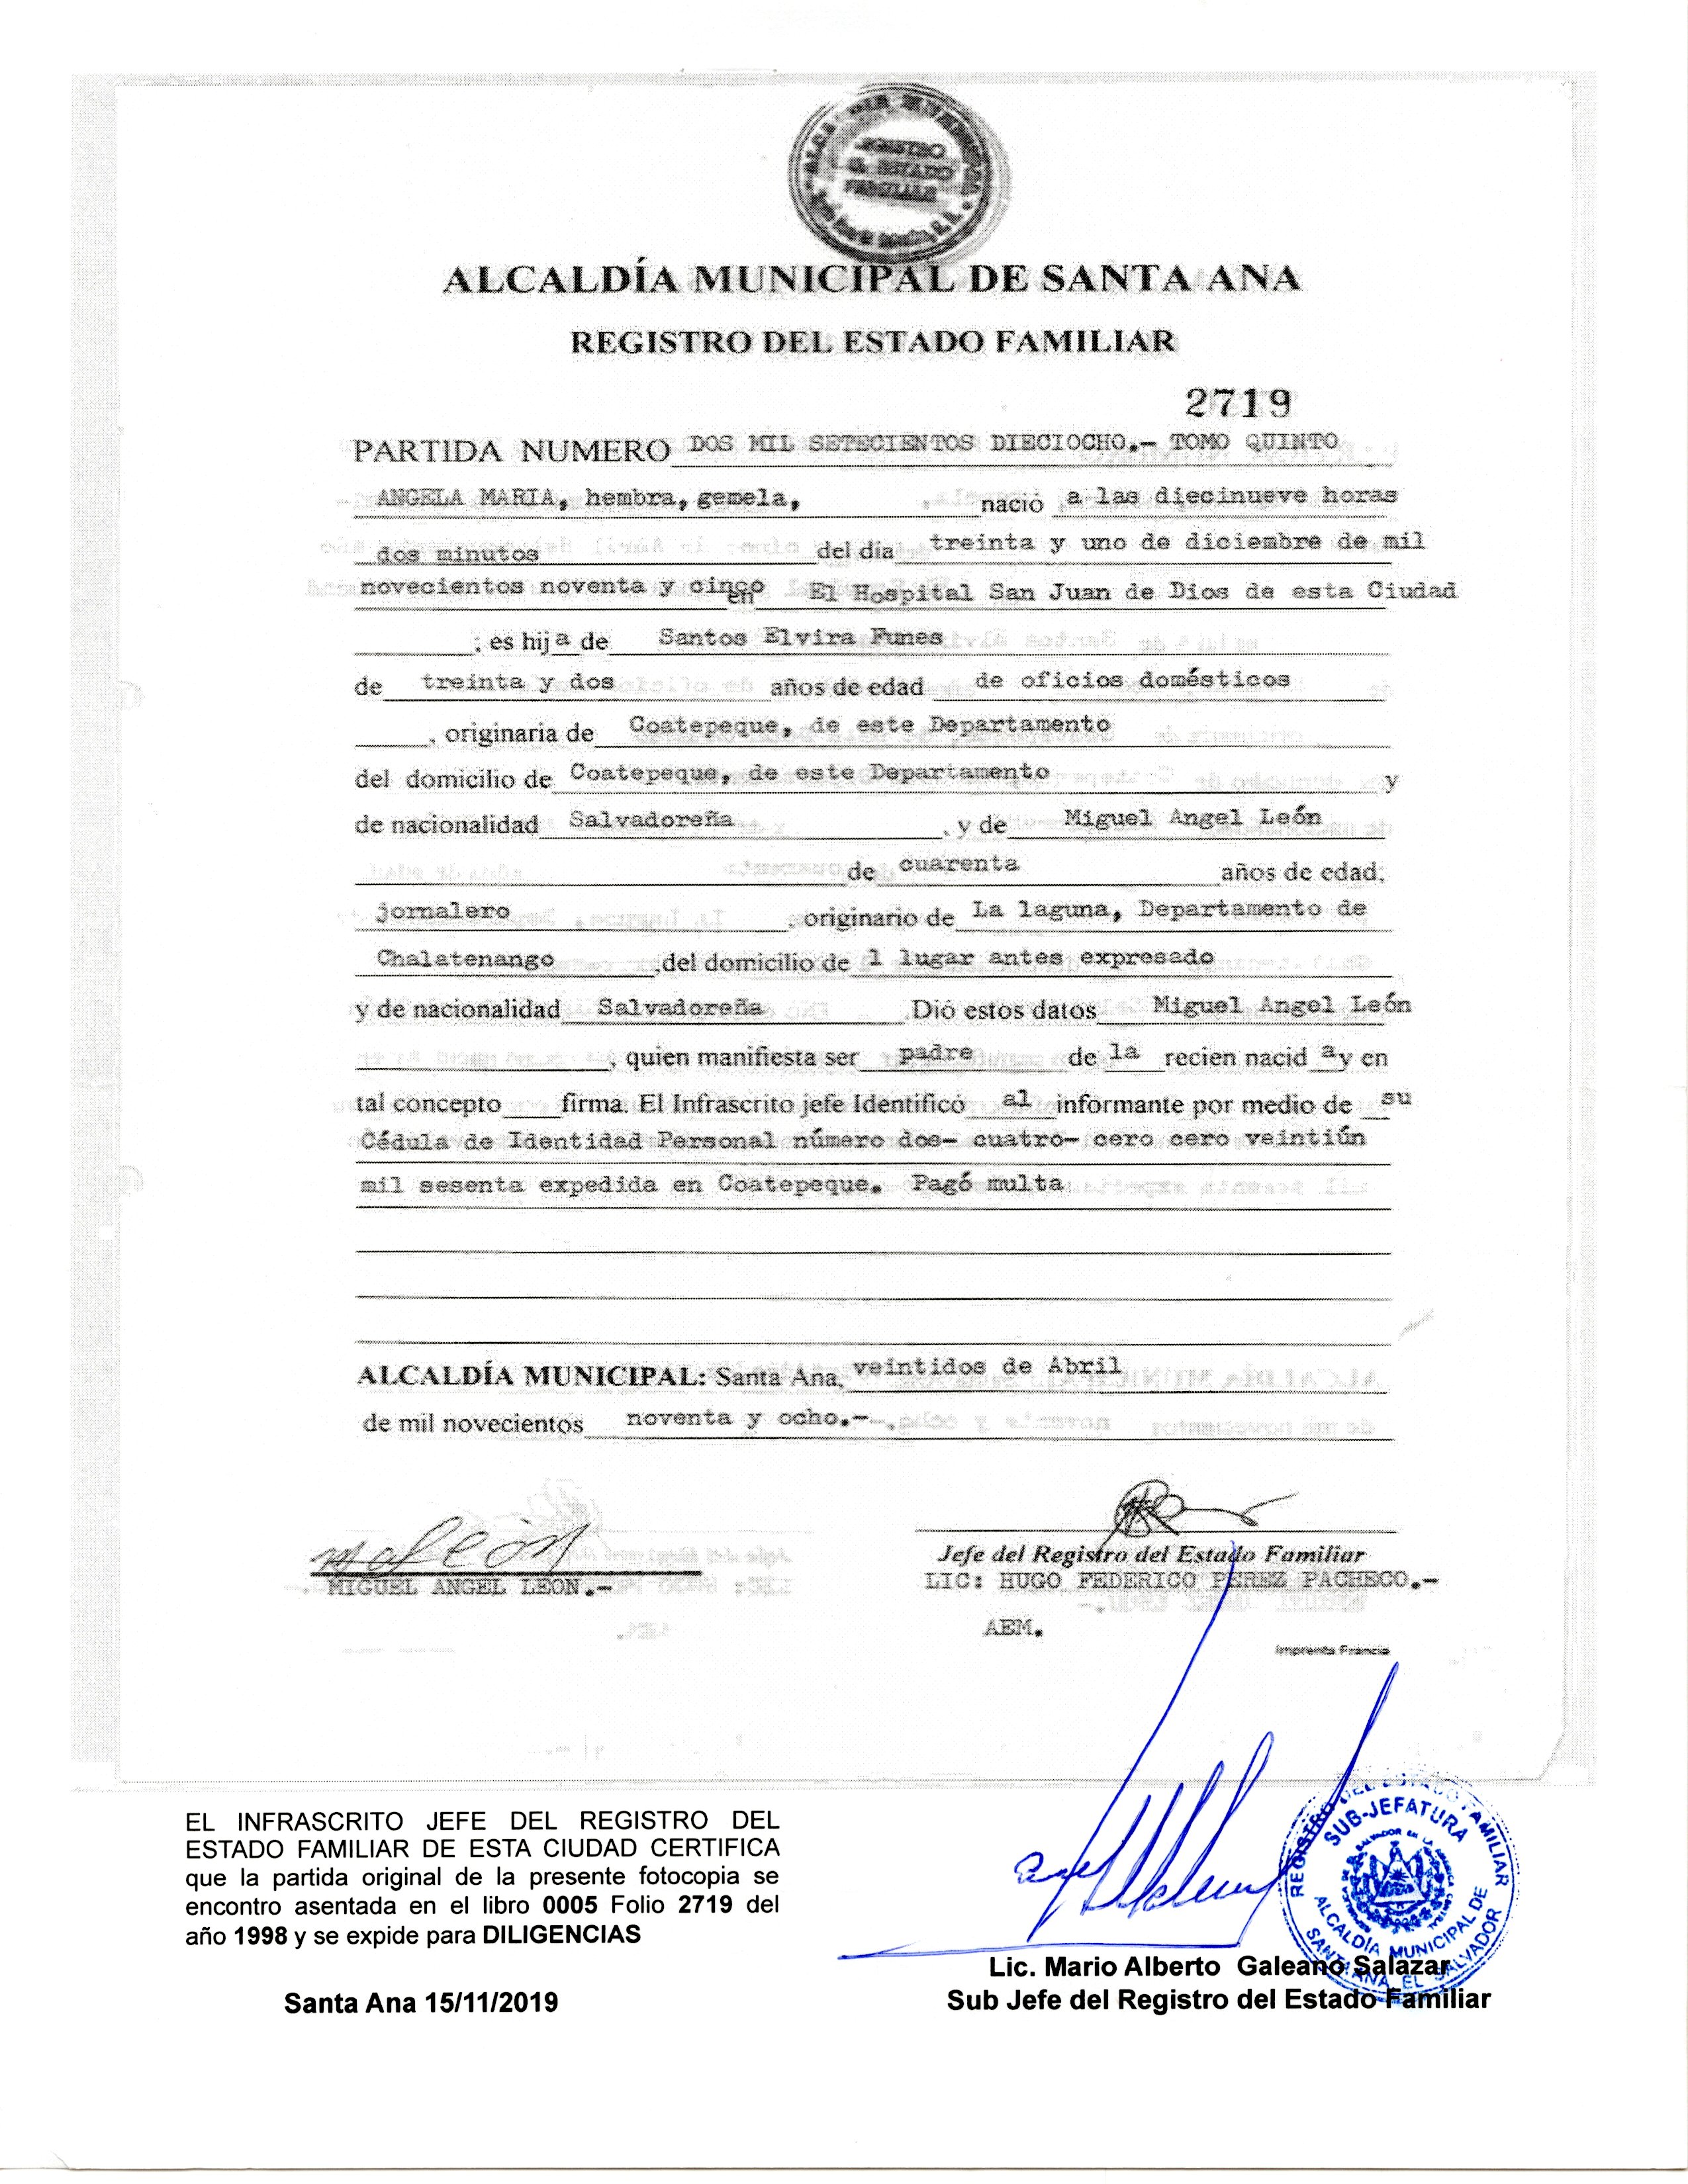 REGISTRO
D. ESTADO
FAMILIAR
ALCALDÍA MUNICIPAL DE SANTA ANA
REGISTRO DEL ESTADO FAMILIAR
2719
PARTIDA NUMERO DOS MIL SETECIENTOS DIECIOCHO.- TOMO QUINTO
ANGELA MARIA, hembra, gemela, nació a las diecinueve horas
dos minutos del día treinta y uno de diciembre de mil
novecientos noventa y cinco en El Hospital San Juan de Dios de esta Ciudad
; es hija de Santos Elvira Funes
de treinta y dos años de edad de oficios domésticos
, originaria de Coatepeque, de este Departamento
del domicilio de Coatepeque, de este Departamento y
de nacionalidad Salvadoreña , y de Miguel Angel León
de cuarenta años de edad,
jornalero , originario de La laguna, Departamento de
Chalatenango ,del domicilio de l lugar antes expresado
y de nacionalidad Salvadoreña .Dió estos datos Miguel Angel León
, quien manifiesta ser padre de la recien nacid a y en
tal concepto firma. El Infrascrito jefe Identificó al informante por medio de su
Cédula de Identidad Personal número dos- cuatro- cero cero veintiún
mil sesenta expedida en Coatepeque. Pagó multa
ALCALDÍA MUNICIPAL: Santa Ana, veintidos de Abril
de mil novecientos noventa y ocho.-
MIGUEL ANGEL LEON.-
Jefe del Registro del Estado Familiar
LIC: HUGO FEDERICO PEREZ PACHECO.-
AEM.
Imprenta Francia
EL INFRASCRITO JEFE DEL REGISTRO DEL
ESTADO FAMILIAR DE ESTA CIUDAD CERTIFICA
que la partida original de la presente fotocopia se
encontro asentada en el libro 0005 Folio 2719 del
año 1998 y se expide para DILIGENCIAS
Santa Ana 15/11/2019
REGISTRO DEL ESTADO FAMILIAR
SUB-JEFATURA
ALCALDÍA MUNICIPAL DE
SANTA ANA, EL SALVADOR
Lic. Mario Alberto Galeano Salazar
Sub Jefe del Registro del Estado Familiar